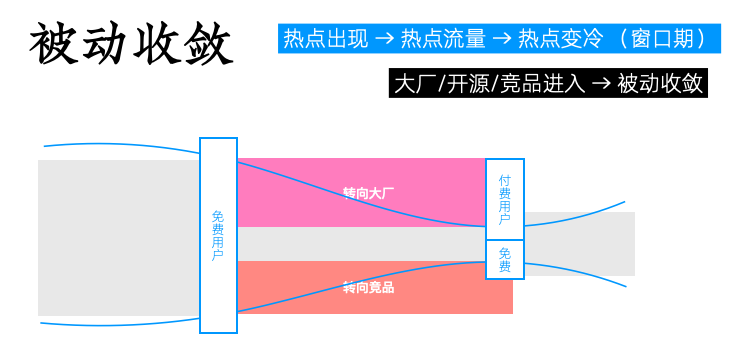 被动收敛
热点出现 → 热点流量 → 热点变冷（窗口期）
大厂/开源/竞品进入 → 被动收敛
转向大厂
付费用户
免费用户
免费
转向竞品